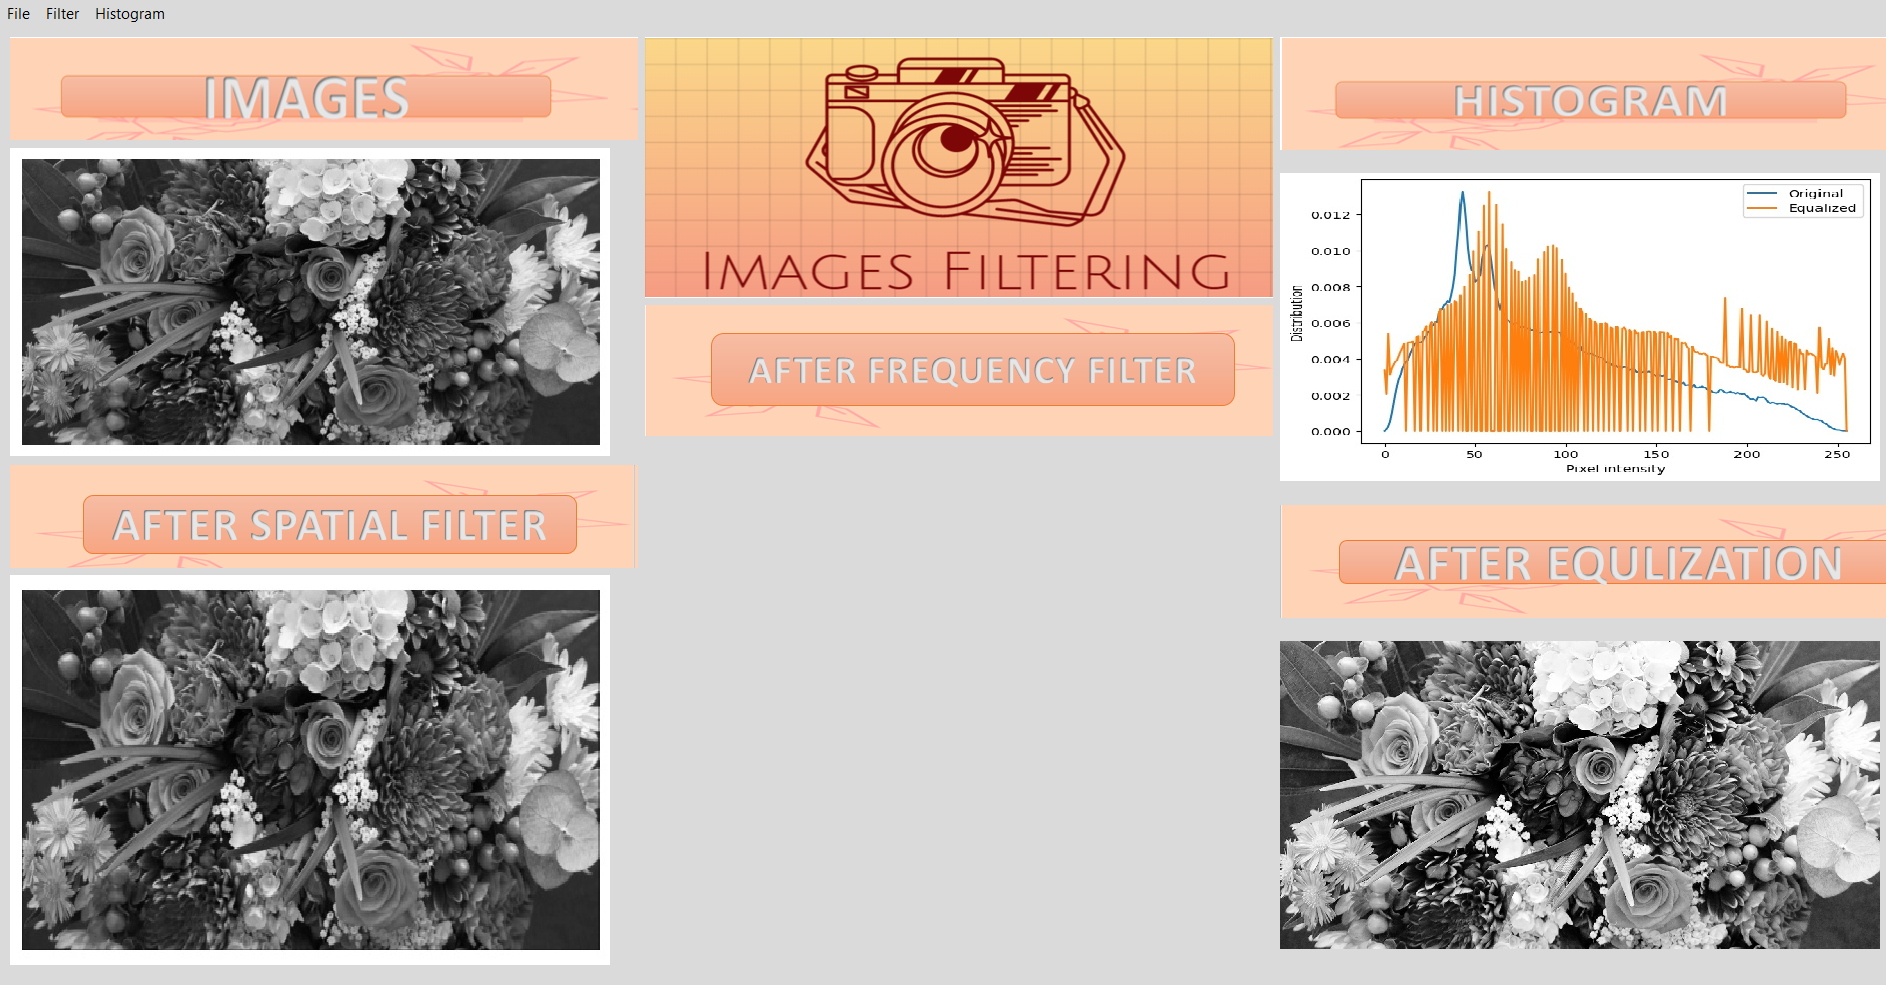 File Filter Histogram
IMAGES
AFTER SPATIAL FILTER
IMAGES FILTERING
AFTER FREQUENCY FILTER
HISTOGRAM
Original
Equalized
Distribution
0.012
0.010
0.008
0.006
0.004
0.002
0.000
0 50 100 150 200 250
Pixel intensity
AFTER EQULIZATION